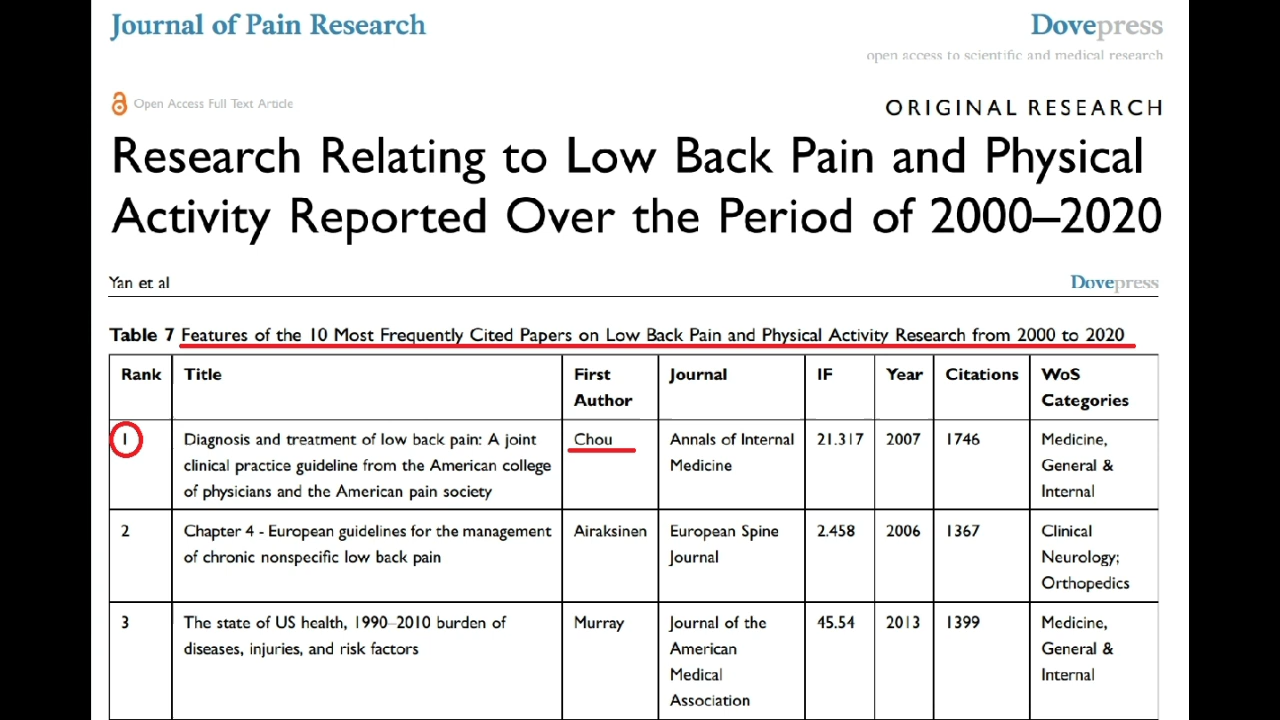 Journal of Pain Research
Dovepress
open access to scientific and medical research
Open Access Full Text Article
ORIGINAL RESEARCH
Research Relating to Low Back Pain and Physical
Activity Reported Over the Period of 2000–2020
Yan et al
Dovepress
Table 7 Features of the 10 Most Frequently Cited Papers on Low Back Pain and Physical Activity Research from 2000 to 2020
Rank
Title
First
Author
Journal
IF
Year
Citations
WoS
Categories
1
Diagnosis and treatment of low back pain: A joint
clinical practice guideline from the American college
of physicians and the American pain society
Chou
Annals of Internal
Medicine
21.317
2007
1746
Medicine,
General &
Internal
2
Chapter 4 - European guidelines for the management
of chronic nonspecific low back pain
Airaksinen
European Spine
Journal
2.458
2006
1367
Clinical
Neurology;
Orthopedics
3
The state of US health, 1990–2010 burden of
diseases, injuries, and risk factors
Murray
Journal of the
American
Medical
Association
45.54
2013
1399
Medicine,
General &
Internal